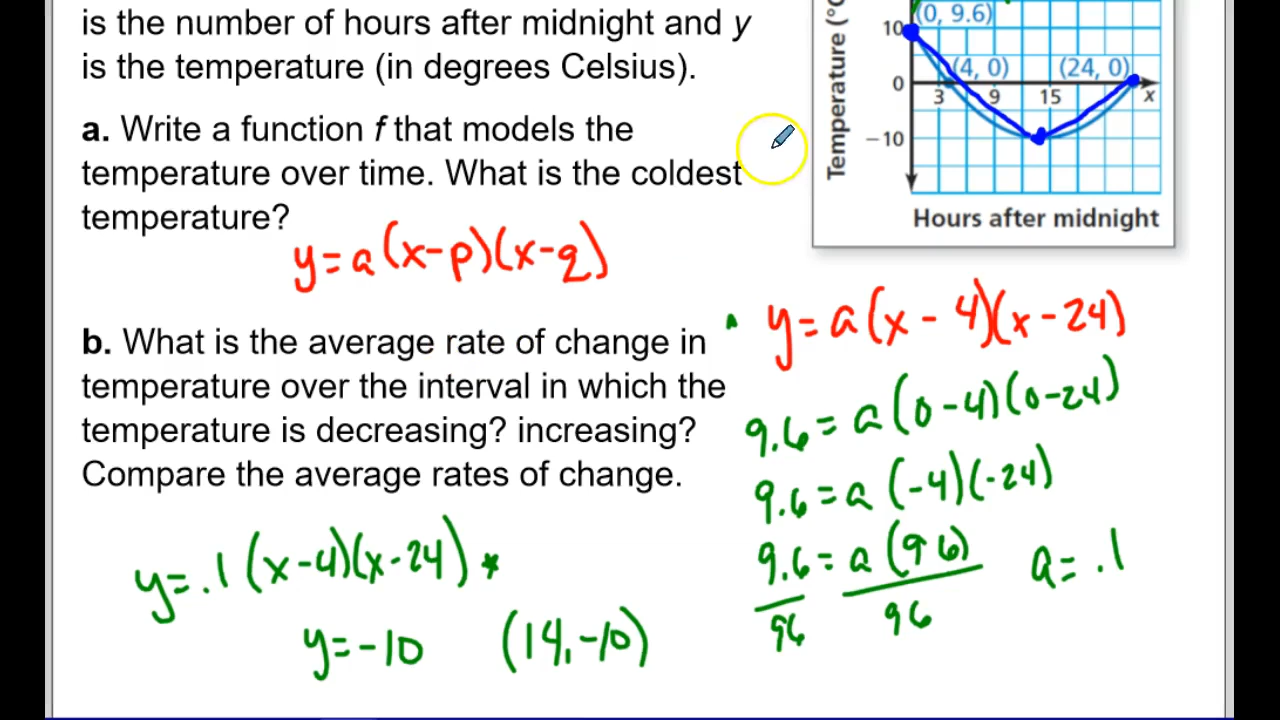 is the number of hours after midnight and y
is the temperature (in degrees Celsius).
a. Write a function f that models the
temperature over time. What is the coldest
temperature?
y=a(x-p)(x-q)
b. What is the average rate of change in
temperature over the interval in which the
temperature is decreasing? increasing?
Compare the average rates of change.
y=.1(x-4)(x-24)*
y=-10 (14,-10)
Temperature (°C
(0, 9.6)
10
(4, 0) (24, 0)
0
3 9 15 x
-10
Hours after midnight
y=a(x-4)(x-24)
9.6=a(0-4)(0-24)
9.6=a(-4)(-24)
9.6=a(96) a=.1
96 96